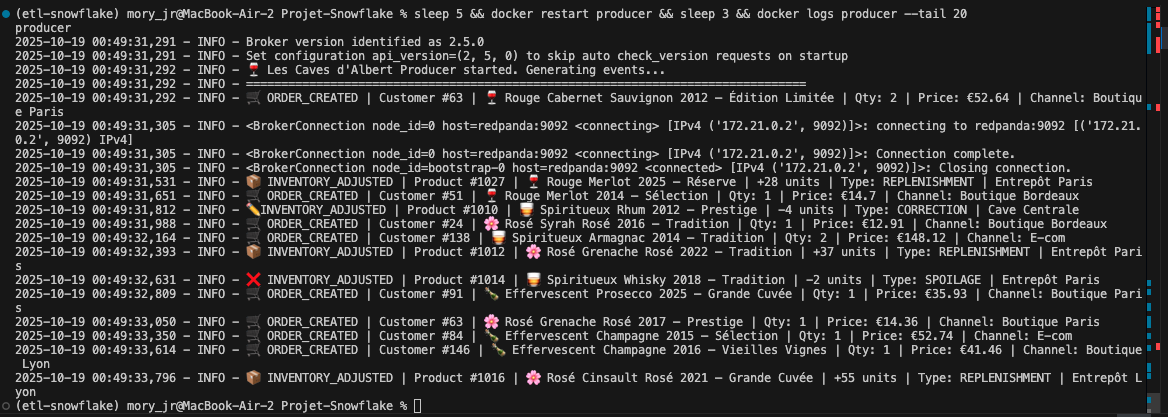 (etl-snowflake) mory_jr@MacBook-Air-2 Projet-Snowflake % sleep 5 && docker restart producer && sleep 3 && docker logs producer --tail 20
producer
2025-10-19 00:49:31,291 - INFO - Broker version identified as 2.5.0
2025-10-19 00:49:31,291 - INFO - Set configuration api_version=(2, 5, 0) to skip auto check_version requests on startup
2025-10-19 00:49:31,292 - INFO - 🍷 Les Caves d'Albert Producer started. Generating events...
2025-10-19 00:49:31,292 - INFO - ================================================================================
2025-10-19 00:49:31,292 - INFO - 🛒 ORDER_CREATED | Customer #63 | 🍷 Rouge Cabernet Sauvignon 2012 – Édition Limitée | Qty: 2 | Price: €52.64 | Channel: Boutiqu
e Paris
2025-10-19 00:49:31,305 - INFO - <BrokerConnection node_id=0 host=redpanda:9092 <connecting> [IPv4 ('172.21.0.2', 9092)]>: connecting to redpanda:9092 [('172.21.
0.2', 9092) IPv4]
2025-10-19 00:49:31,305 - INFO - <BrokerConnection node_id=0 host=redpanda:9092 <connecting> [IPv4 ('172.21.0.2', 9092)]>: Connection complete.
2025-10-19 00:49:31,305 - INFO - <BrokerConnection node_id=bootstrap-0 host=redpanda:9092 <connected> [IPv4 ('172.21.0.2', 9092)]>: Closing connection.
2025-10-19 00:49:31,531 - INFO - 📦 INVENTORY_ADJUSTED | Product #1027 | 🍷 Rouge Merlot 2025 – Réserve | +28 units | Type: REPLENISHMENT | Entrepôt Paris
2025-10-19 00:49:31,651 - INFO - 🛒 ORDER_CREATED | Customer #51 | 🍷 Rouge Merlot 2014 – Sélection | Qty: 1 | Price: €14.7 | Channel: Boutique Bordeaux
2025-10-19 00:49:31,812 - INFO - ✏️INVENTORY_ADJUSTED | Product #1010 | 🥃 Spiritueux Rhum 2012 – Prestige | -4 units | Type: CORRECTION | Cave Centrale
2025-10-19 00:49:31,988 - INFO - 🛒 ORDER_CREATED | Customer #24 | 🌸 Rosé Syrah Rosé 2016 – Tradition | Qty: 1 | Price: €12.91 | Channel: Boutique Bordeaux
2025-10-19 00:49:32,164 - INFO - 🛒 ORDER_CREATED | Customer #138 | 🥃 Spiritueux Armagnac 2014 – Tradition | Qty: 2 | Price: €148.12 | Channel: E-com
2025-10-19 00:49:32,393 - INFO - 📦 INVENTORY_ADJUSTED | Product #1012 | 🌸 Rosé Grenache Rosé 2022 – Tradition | +37 units | Type: REPLENISHMENT | Entrepôt Pari
s
2025-10-19 00:49:32,631 - INFO - ❌ INVENTORY_ADJUSTED | Product #1014 | 🥃 Spiritueux Whisky 2018 – Tradition | -2 units | Type: SPOILAGE | Entrepôt Paris
2025-10-19 00:49:32,809 - INFO - 🛒 ORDER_CREATED | Customer #91 | 🍾 Effervescent Prosecco 2025 – Grande Cuvée | Qty: 1 | Price: €35.93 | Channel: Boutique Pari
s
2025-10-19 00:49:33,050 - INFO - 🛒 ORDER_CREATED | Customer #63 | 🌸 Rosé Grenache Rosé 2017 – Prestige | Qty: 1 | Price: €14.36 | Channel: Boutique Paris
2025-10-19 00:49:33,350 - INFO - 🛒 ORDER_CREATED | Customer #84 | 🍾 Effervescent Champagne 2015 – Sélection | Qty: 1 | Price: €52.74 | Channel: E-com
2025-10-19 00:49:33,614 - INFO - 🛒 ORDER_CREATED | Customer #146 | 🍾 Effervescent Champagne 2016 – Vieilles Vignes | Qty: 1 | Price: €41.46 | Channel: Boutique
 Lyon
2025-10-19 00:49:33,796 - INFO - 📦 INVENTORY_ADJUSTED | Product #1016 | 🌸 Rosé Cinsault Rosé 2021 – Grande Cuvée | +55 units | Type: REPLENISHMENT | Entrepôt L
yon
(etl-snowflake) mory_jr@MacBook-Air-2 Projet-Snowflake %